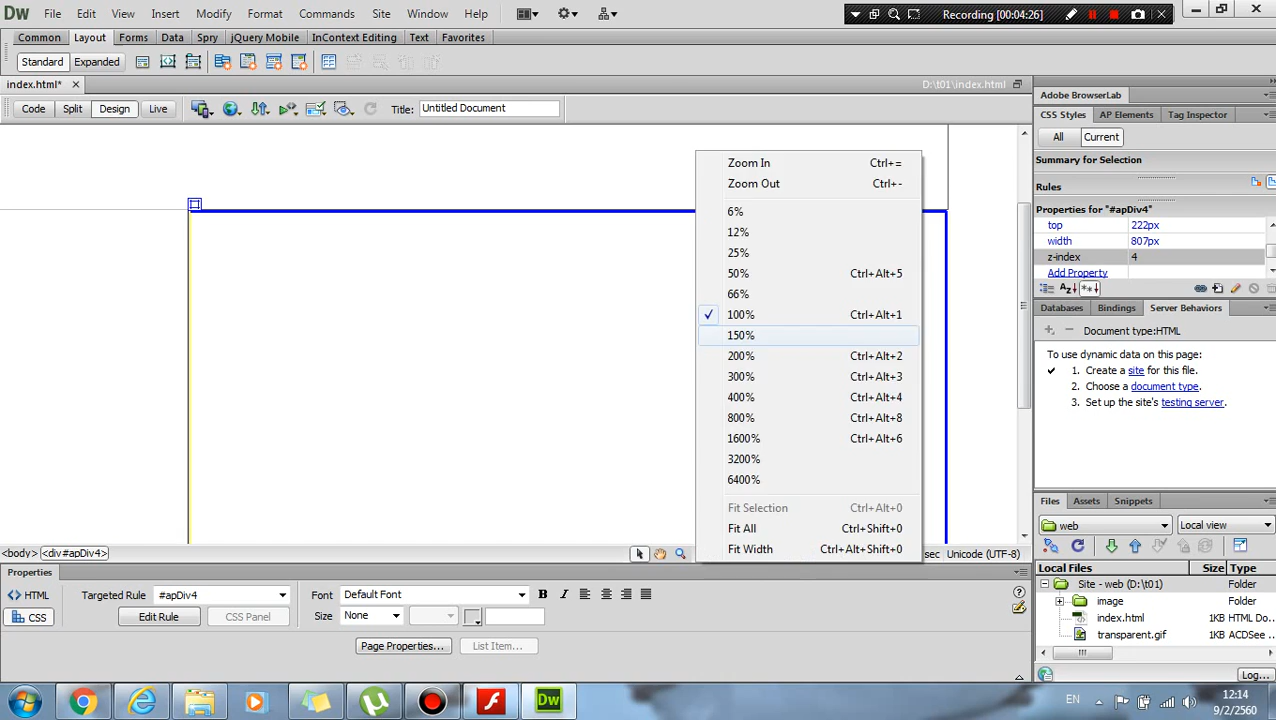 Dw File Edit View Insert Modify Format Commands Site Window Help
Recording [00:04:26]
Common Layout Forms Data Spry jQuery Mobile InContext Editing Text Favorites
Standard Expanded
index.html* D:\t01\index.html
Code Split Design Live Title: Untitled Document
Adobe BrowserLab
CSS Styles AP Elements Tag Inspector
All Current
Summary for Selection
Rules
Properties for "#apDiv4"
top 222px
width 807px
z-index 4
Add Property
Databases Bindings Server Behaviors
Document type:HTML
To use dynamic data on this page:
1. Create a site for this file.
2. Choose a document type.
3. Set up the site's testing server.
Zoom In Ctrl+=
Zoom Out Ctrl+-
6%
12%
25%
50% Ctrl+Alt+5
66%
100% Ctrl+Alt+1
150%
200% Ctrl+Alt+2
300% Ctrl+Alt+3
400% Ctrl+Alt+4
800% Ctrl+Alt+8
1600% Ctrl+Alt+6
3200%
6400%
Fit Selection Ctrl+Alt+0
Fit All Ctrl+Shift+0
Fit Width Ctrl+Alt+Shift+0
<body> <div#apDiv4> sec Unicode (UTF-8)
Files Assets Snippets
web Local view
Local Files Size Type
Site - web (D:\t01) Folder
image Folder
index.html 1KB HTML Do...
transparent.gif 1KB ACDSee
Log...
Properties
HTML Targeted Rule #apDiv4 Font Default Font B I
CSS Edit Rule CSS Panel Size None
Page Properties... List Item...
Dw EN 12:14
9/2/2560